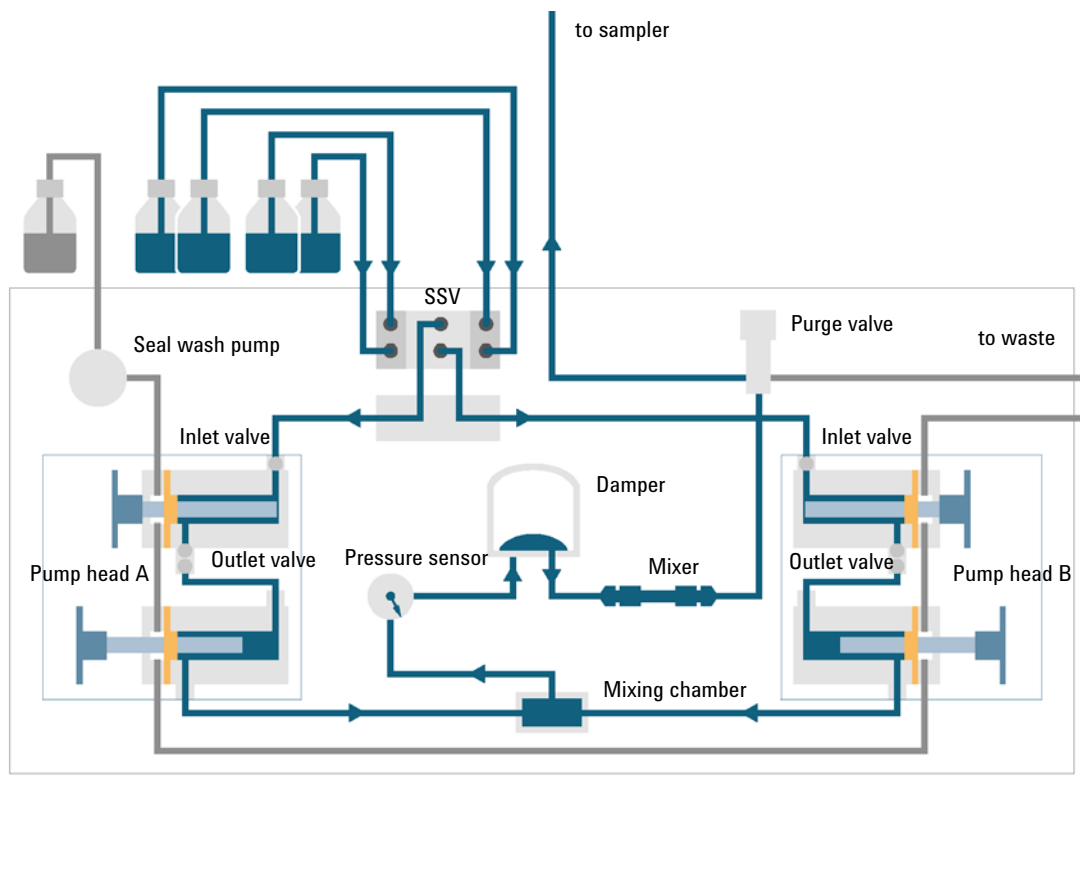 to sampler
SSV
Purge valve
to waste
Seal wash pump
Inlet valve
Inlet valve
Damper
Pressure sensor
Outlet valve
Outlet valve
Mixer
Pump head A
Pump head B
Mixing chamber